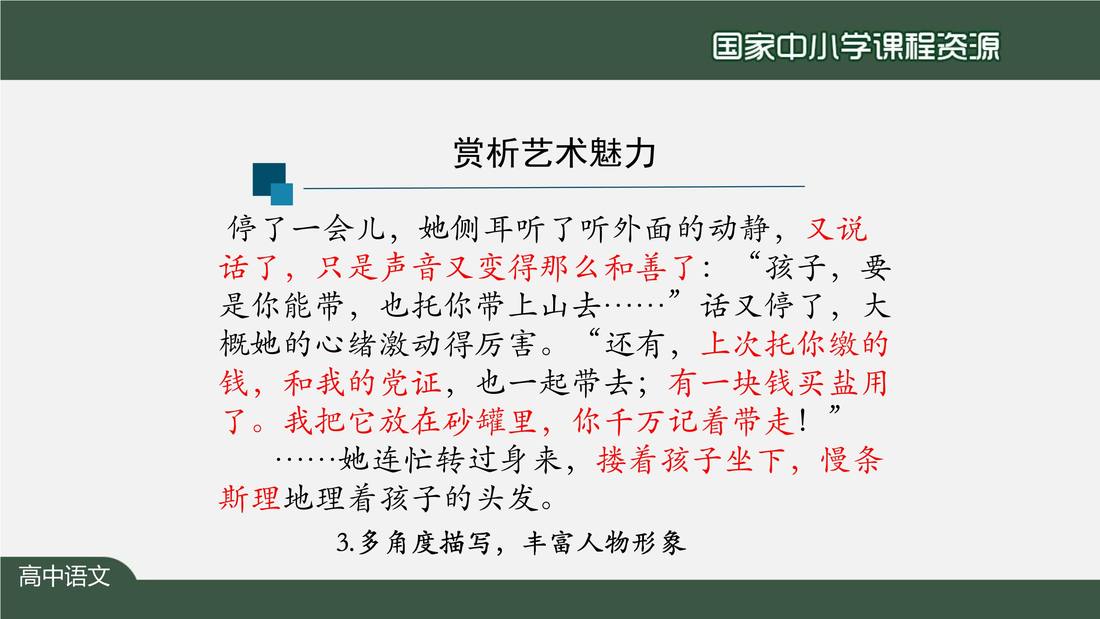 国家中小学课程资源
赏析艺术魅力
停了一会儿，她侧耳听了听外面的动静，又说
话了，只是声音又变得那么和善了：“孩子，要
是你能带，也托你带上山去……”话又停了，大
概她的心绪激动得厉害。“还有，上次托你缴的
钱，和我的党证，也一起带去；有一块钱买盐用
了。我把它放在砂罐里，你千万记着带走！”
……她连忙转过身来，搂着孩子坐下，慢条
斯理地理着孩子的头发。
3.多角度描写，丰富人物形象
高中语文